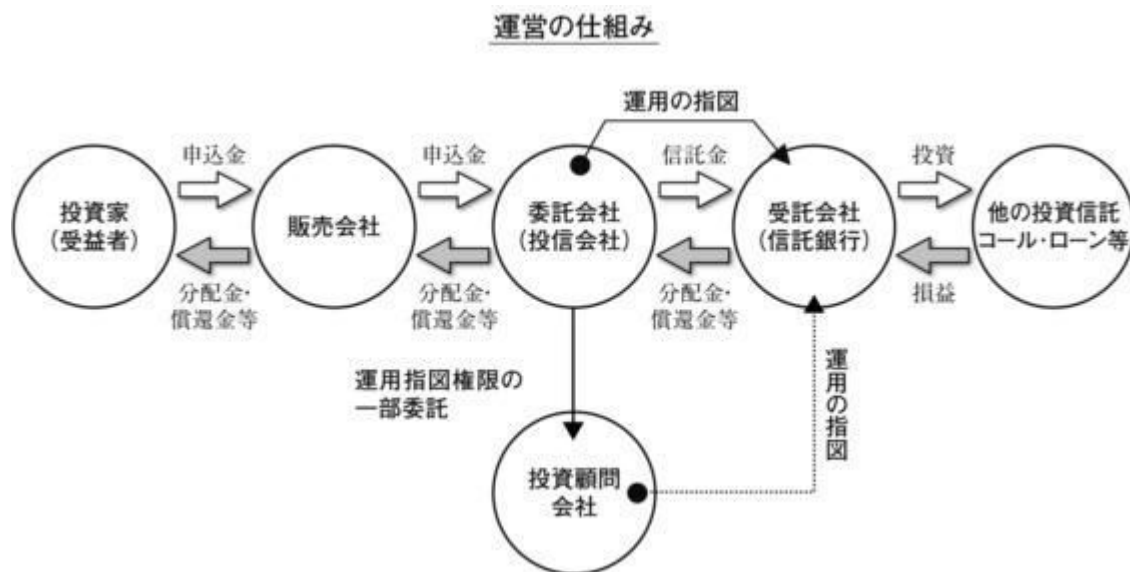 運営の仕組み
運用の指図
申込金
申込金
信託金
投資
投資家
（受益者）
販売会社
委託会社
（投信会社）
受託会社
（信託銀行）
他の投資信託
コール・ローン等
分配金・
償還金等
分配金・
償還金等
分配金・
償還金等
損益
運用指図権限の
一部委託
運用の指図
投資顧問
会社